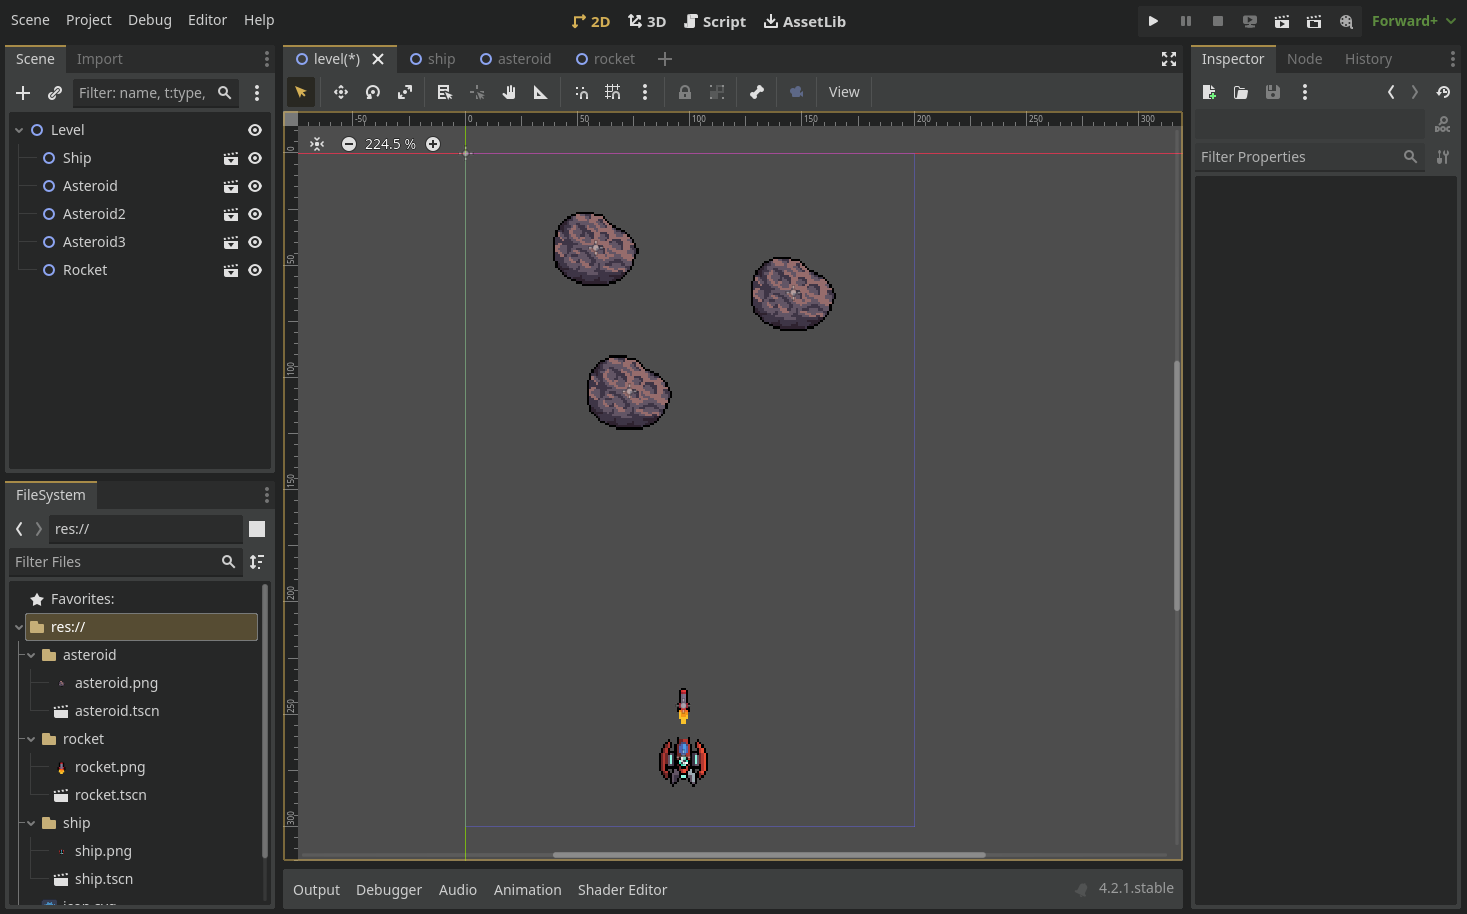 Scene Project Debug Editor Help
2D 3D Script AssetLib
Forward+
Scene Import
Filter: name, t:type,
Level
Ship
Asteroid
Asteroid2
Asteroid3
Rocket
FileSystem
res://
Filter Files
Favorites:
res://
asteroid
asteroid.png
asteroid.tscn
rocket
rocket.png
rocket.tscn
ship
ship.png
ship.tscn
level(*) ship asteroid rocket
View
-50 0 50 100 150 200 250 300
224.5 %
0
50
100
150
200
250
300
Output Debugger Audio Animation Shader Editor
4.2.1.stable
Inspector Node History
DOC
Filter Properties